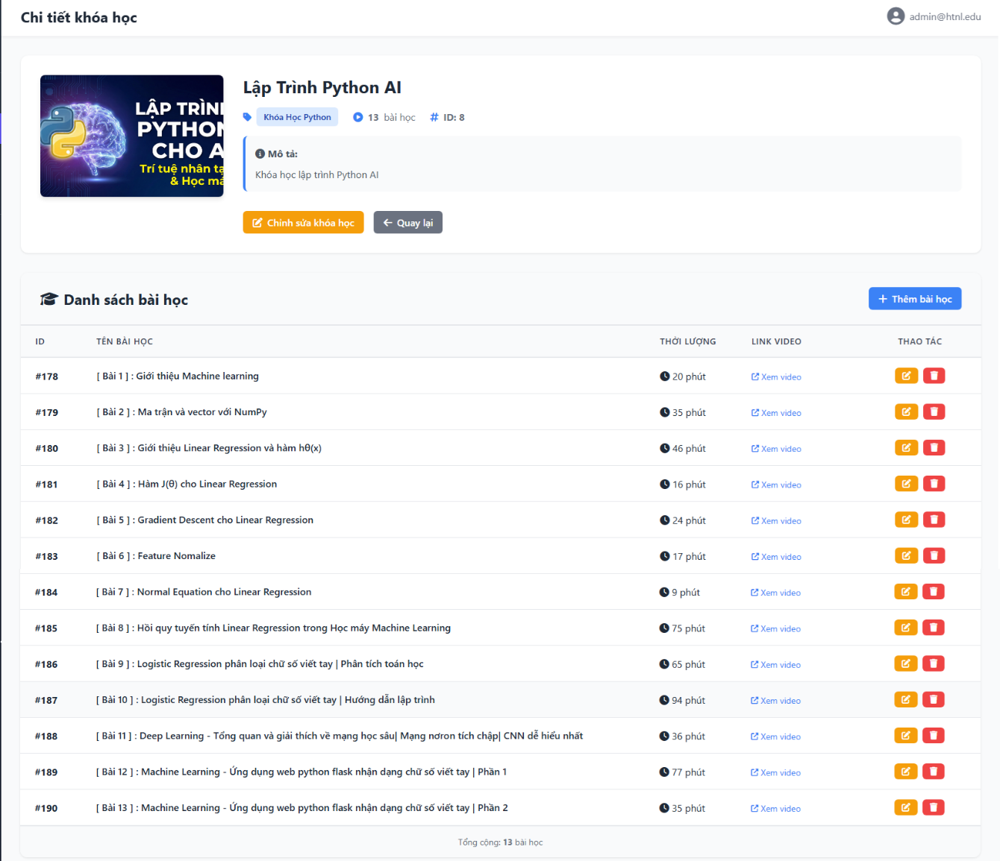 Chi tiết khóa học
admin@htnl.edu
LẬP TRÌNH
PYTHON
CHO A
Trí tuệ nhân tạ
& Học má
Lập Trình Python AI
Khóa Học Python
13 bài học
# ID: 8
Mô tả:
Khóa học lập trình Python AI
Chỉnh sửa khóa học
Quay lại
Danh sách bài học
+ Thêm bài học
ID TÊN BÀI HỌC THỜI LƯỢNG LINK VIDEO THAO TÁC
#178 [ Bài 1 ] : Giới thiệu Machine learning 20 phút Xem video
#179 [ Bài 2 ] : Ma trận và vector với NumPy 35 phút Xem video
#180 [ Bài 3 ] : Giới thiệu Linear Regression và hàm hθ(x) 46 phút Xem video
#181 [ Bài 4 ] : Hàm J(θ) cho Linear Regression 16 phút Xem video
#182 [ Bài 5 ] : Gradient Descent cho Linear Regression 24 phút Xem video
#183 [ Bài 6 ] : Feature Nomalize 17 phút Xem video
#184 [ Bài 7 ] : Normal Equation cho Linear Regression 9 phút Xem video
#185 [ Bài 8 ] : Hồi quy tuyến tính Linear Regression trong Học máy Machine Learning 75 phút Xem video
#186 [ Bài 9 ] : Logistic Regression phân loại chữ số viết tay | Phân tích toán học 65 phút Xem video
#187 [ Bài 10 ] : Logistic Regression phân loại chữ số viết tay | Hướng dẫn lập trình 94 phút Xem video
#188 [ Bài 11 ] : Deep Learning - Tổng quan và giải thích về mạng học sâu| Mạng nơron tích chập| CNN dễ hiểu nhất 36 phút Xem video
#189 [ Bài 12 ] : Machine Learning - Ứng dụng web python flask nhận dạng chữ số viết tay | Phần 1 77 phút Xem video
#190 [ Bài 13 ] : Machine Learning - Ứng dụng web python flask nhận dạng chữ số viết tay | Phần 2 35 phút Xem video
Tổng cộng: 13 bài học